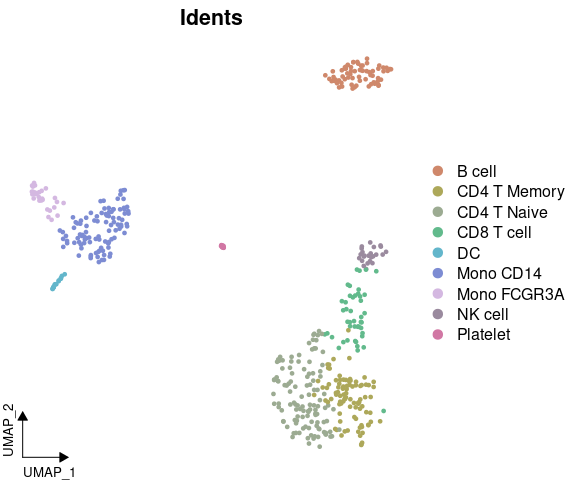 Idents
B cell
CD4 T Memory
CD4 T Naive
CD8 T cell
DC
Mono CD14
Mono FCGR3A
NK cell
Platelet
UMAP_2
UMAP_1